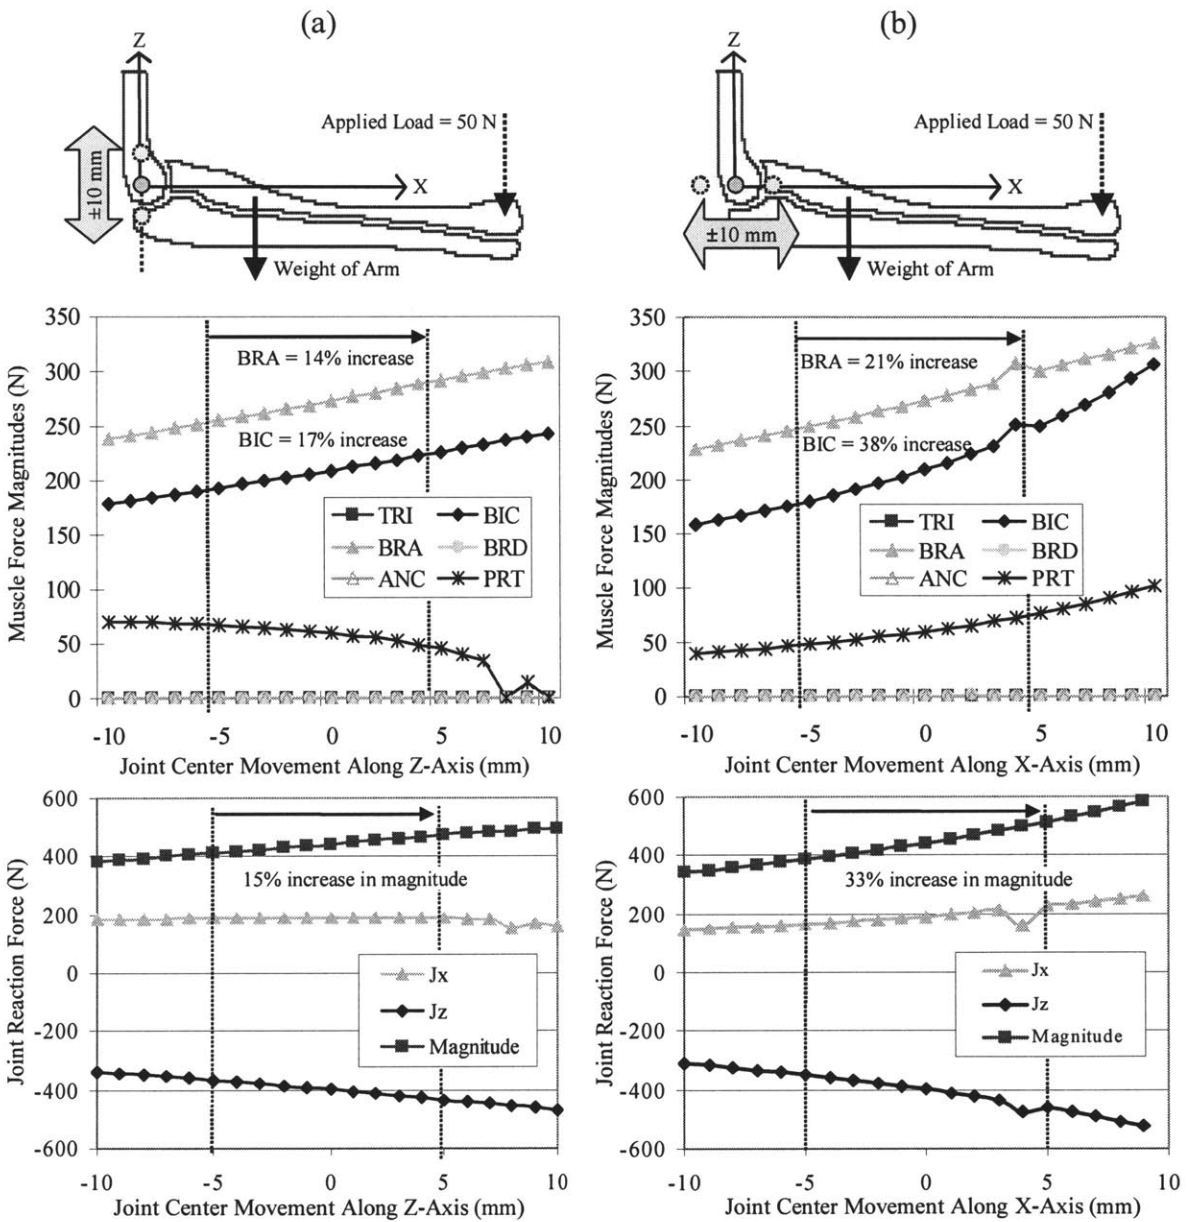 (a)
Z
Applied Load = 50 N
±10 mm
X
Weight of Arm
350
300
250
200
150
100
50
0
Muscle Force Magnitudes (N)
BRA = 14% increase
BIC = 17% increase
TRI BIC
BRA BRD
ANC PRT
-10 -5 0 5 10
Joint Center Movement Along Z-Axis (mm)
600
400
200
0
-200
-400
-600
Joint Reaction Force (N)
15% increase in magnitude
Jx
Jz
Magnitude
-10 -5 0 5 10
Joint Center Movement Along Z-Axis (mm)
(b)
Z
Applied Load = 50 N
X
±10 mm
Weight of Arm
350
300
250
200
150
100
50
0
Muscle Force Magnitudes (N)
BRA = 21% increase
BIC = 38% increase
TRI BIC
BRA BRD
ANC PRT
-10 -5 0 5 10
Joint Center Movement Along X-Axis (mm)
600
400
200
0
-200
-400
-600
Joint Reaction Force (N)
33% increase in magnitude
Jx
Jz
Magnitude
-10 -5 0 5 10
Joint Center Movement Along X-Axis (mm)